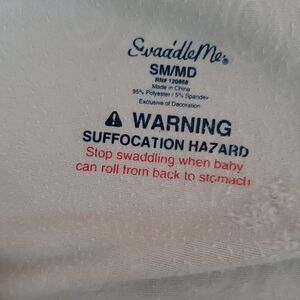 SwaddleMe®
SM/MD
RN# 120868
Made in China
95% Polyester / 5% Spandex
Exclusive of Decoration
⚠ WARNING
SUFFOCATION HAZARD
Stop swaddling when baby
can roll from back to stomach